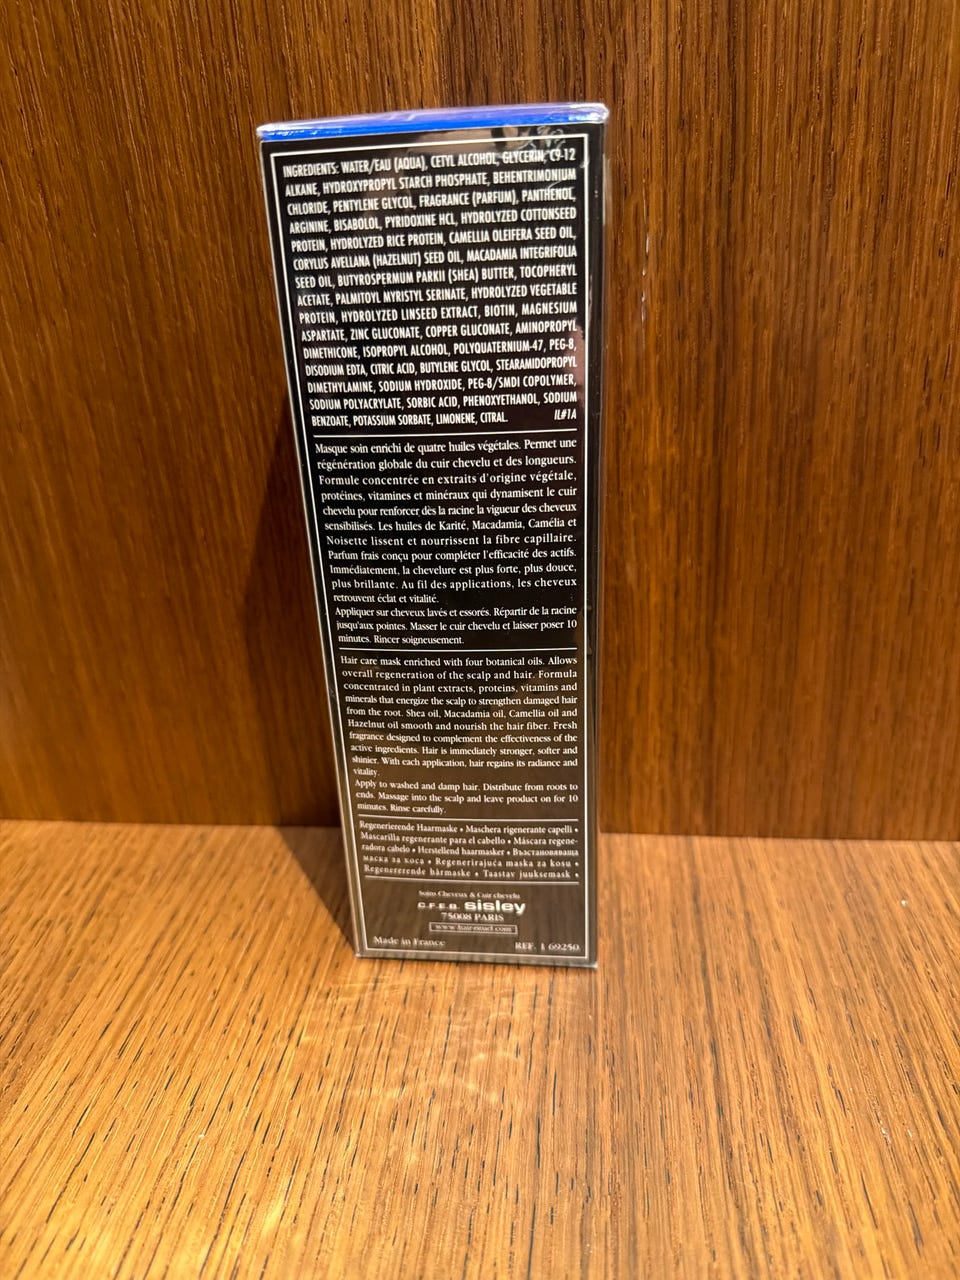 INGREDIENTS: WATER/EAU (AQUA), CETYL ALCOHOL, GLYCERIN, C9-12
ALKANE, HYDROXYPROPYL STARCH PHOSPHATE, BEHENTRIMONIUM
CHLORIDE, PENTYLENE GLYCOL, FRAGRANCE (PARFUM), PANTHENOL,
ARGININE, BISABOLOL, PYRIDOXINE HCL, HYDROLYZED COTTONSEED
PROTEIN, HYDROLYZED RICE PROTEIN, CAMELLIA OLEIFERA SEED OIL,
CORYLUS AVELLANA (HAZELNUT) SEED OIL, MACADAMIA INTEGRIFOLIA
SEED OIL, BUTYROSPERMUM PARKII (SHEA) BUTTER, TOCOPHERYL
ACETATE, PALMITOYL MYRISTYL SERINATE, HYDROLYZED VEGETABLE
PROTEIN, HYDROLYZED LINSEED EXTRACT, BIOTIN, MAGNESIUM
ASPARTATE, ZINC GLUCONATE, COPPER GLUCONATE, AMINOPROPYL
DIMETHICONE, ISOPROPYL ALCOHOL, POLYQUATERNIUM-47, PEG-8,
DISODIUM EDTA, CITRIC ACID, BUTYLENE GLYCOL, STEARAMIDOPROPYL
DIMETHYLAMINE, SODIUM HYDROXIDE, PEG-8/SMDI COPOLYMER,
SODIUM POLYACRYLATE, SORBIC ACID, PHENOXYETHANOL, SODIUM
BENZOATE, POTASSIUM SORBATE, LIMONENE, CITRAL. IL#1A
Masque soin enrichi de quatre huiles végétales. Permet une
régénération globale du cuir chevelu et des longueurs.
Formule concentrée en extraits d'origine végétale,
protéines, vitamines et minéraux qui dynamisent le cuir
chevelu pour renforcer dès la racine la vigueur des cheveux
sensibilisés. Les huiles de Karité, Macadamia, Camélia et
Noisette lissent et nourrissent la fibre capillaire.
Parfum frais conçu pour compléter l'efficacité des actifs.
Immédiatement, la chevelure est plus forte, plus douce,
plus brillante. Au fil des applications, les cheveux
retrouvent éclat et vitalité.
Appliquer sur cheveux lavés et essorés. Répartir de la racine
jusqu'aux pointes. Masser le cuir chevelu et laisser poser 10
minutes. Rincer soigneusement.
Hair care mask enriched with four botanical oils. Allows
overall regeneration of the scalp and hair. Formula
concentrated in plant extracts, proteins, vitamins and
minerals that energize the scalp to strengthen damaged hair
from the root. Shea oil, Macadamia oil, Camellia oil and
Hazelnut oil smooth and nourish the hair fiber. Fresh
fragrance designed to complement the effectiveness of the
active ingredients. Hair is immediately stronger, softer and
shinier. With each application, hair regains its radiance and
vitality.
Apply to washed and damp hair. Distribute from roots to
ends. Massage into the scalp and leave product on for 10
minutes. Rinse carefully.
Regenerierende Haarmaske • Maschera rigenerante capelli •
Mascarilla regenerante para el cabello • Máscara regene-
radora cabelo • Herstellend haarmasker • Възстановяваща
маска за коса • Regenerirajuća maska za kosu •
Regenererende hårmaske • Taastav juuksemask •
Soins Cheveux & Cuir chevelu
C.F.E.B. sisley
75008 PARIS
www.hair-rituel.com
Made in France REF. 1 69250